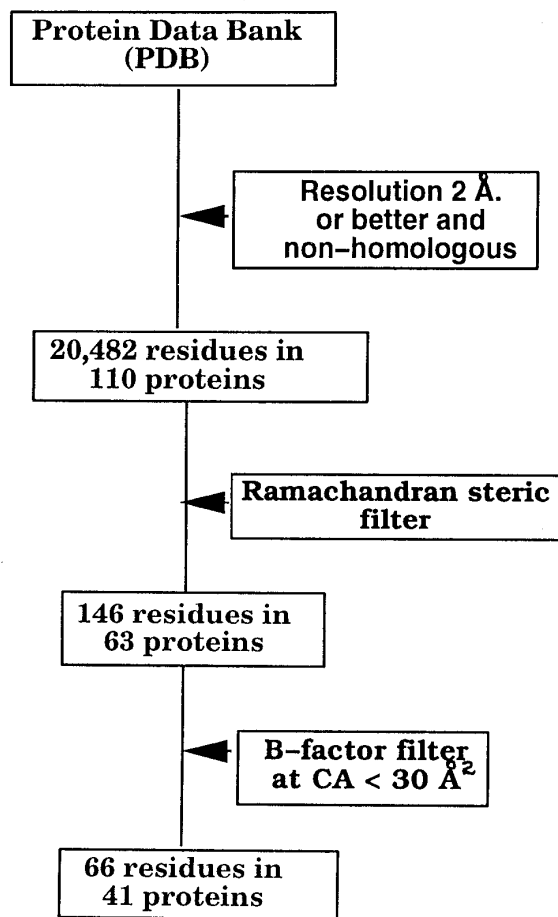 Protein Data Bank
(PDB)
Resolution 2 Å.
or better and
non–homologous
20,482 residues in
110 proteins
Ramachandran steric
filter
146 residues in
63 proteins
B–factor filter
at CA < 30 Å²
66 residues in
41 proteins